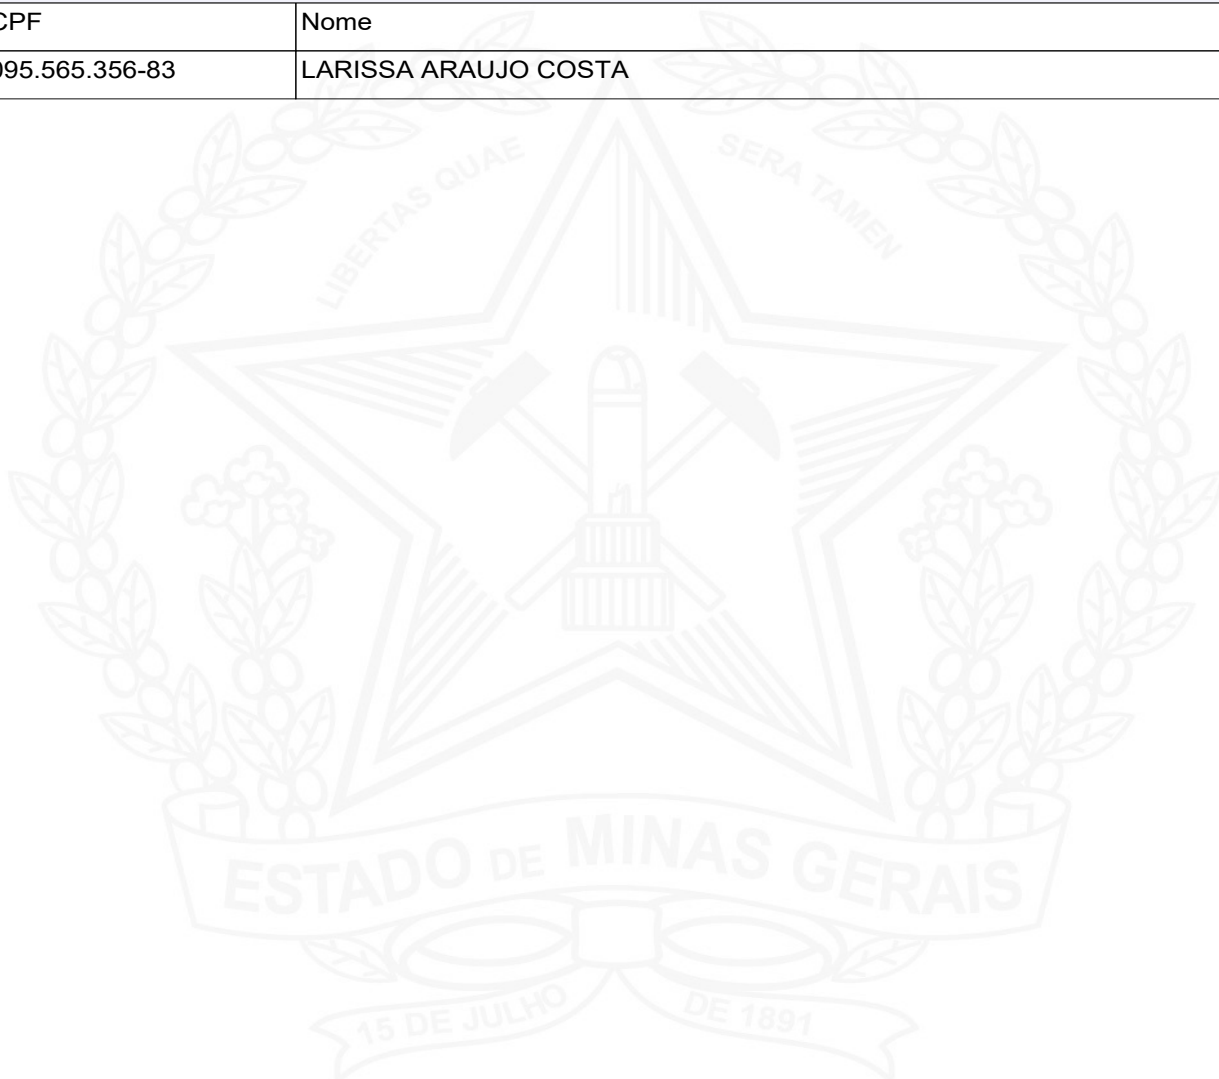 CPF Nome
095.565.356-83 LARISSA ARAUJO COSTA
LIBERTAS QUAE SERA TAMEN
ESTADO DE MINAS GERAIS
15 DE JULHO DE 1891